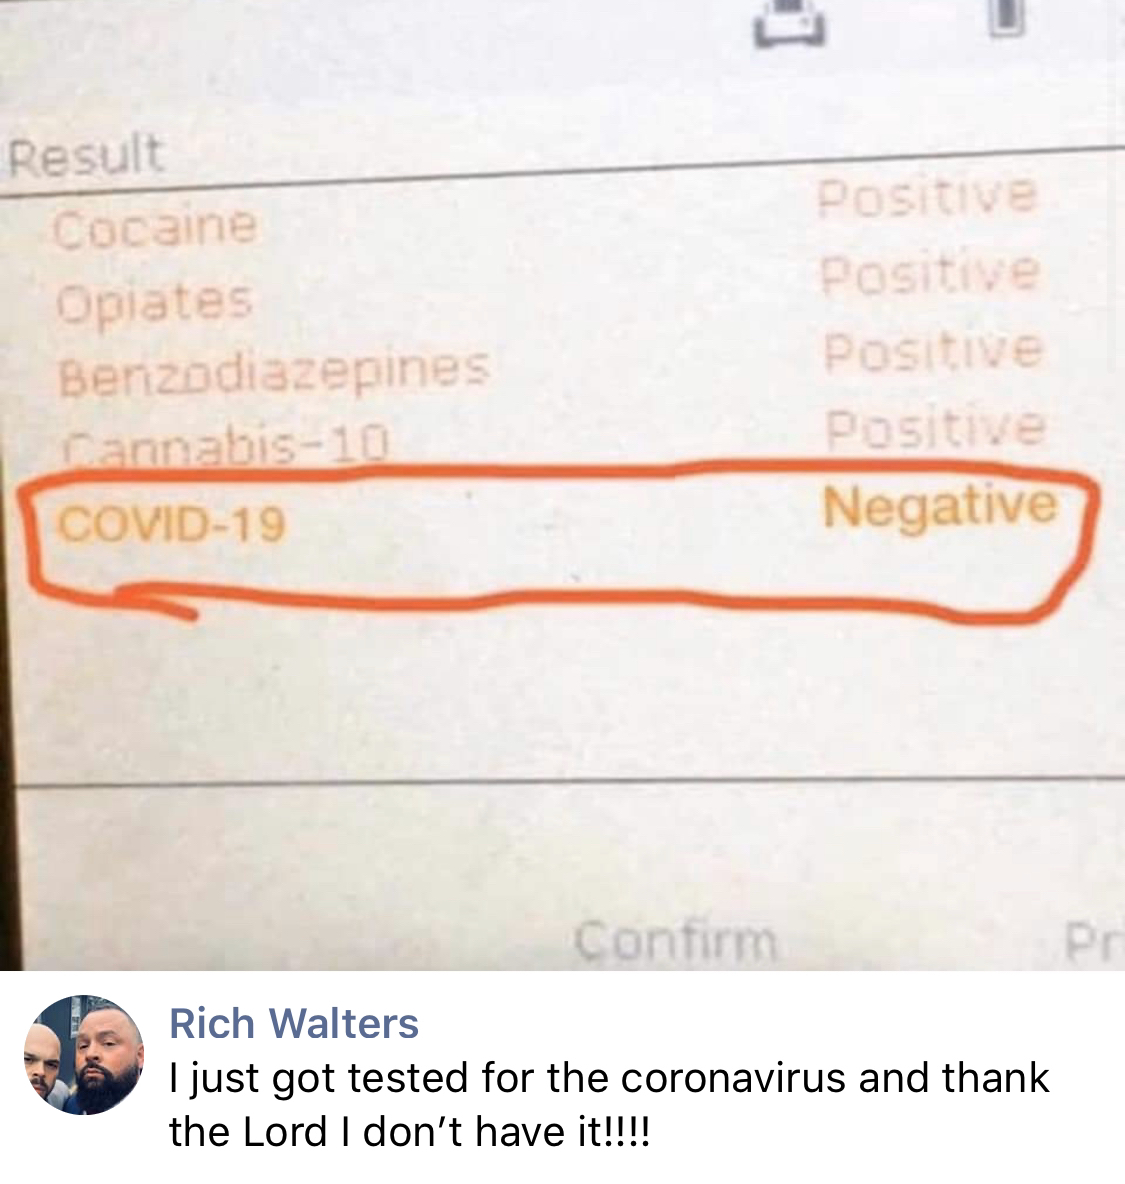 Result
Cocaine Positive
Opiates Positive
Benzodiazepines Positive
Cannabis-10 Positive
COVID-19 Negative
Confirm Pr
Rich Walters
I just got tested for the coronavirus and thank
the Lord I don’t have it!!!!